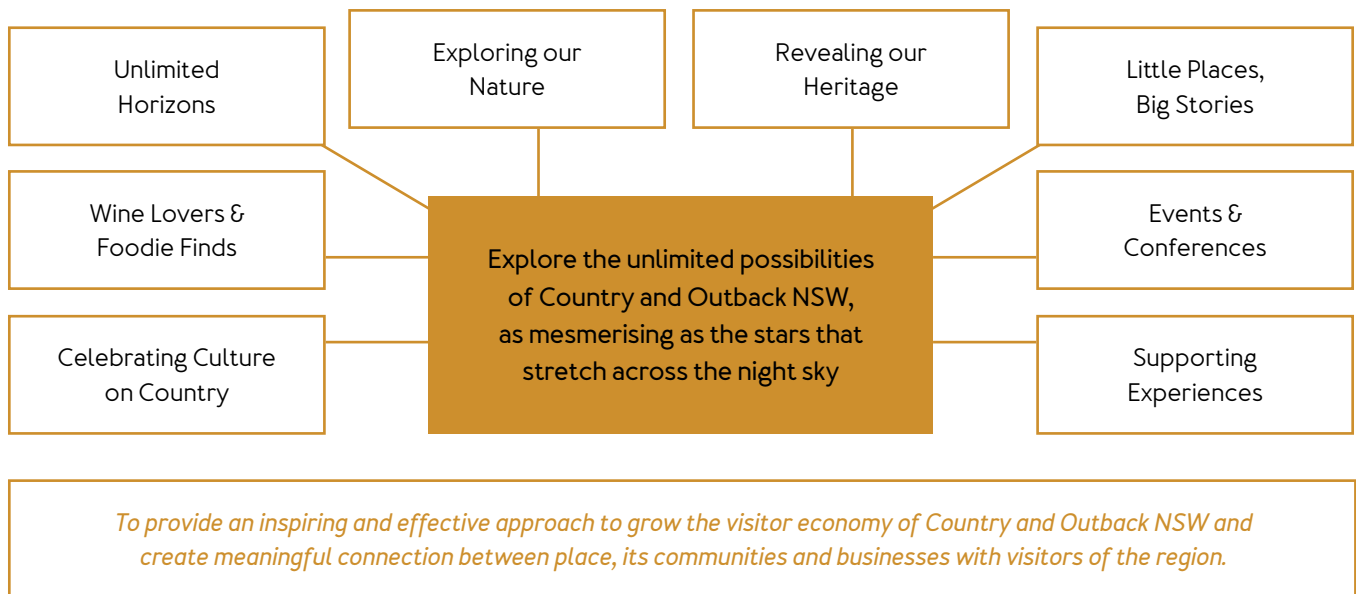 Unlimited
Horizons
Exploring our
Nature
Revealing our
Heritage
Little Places,
Big Stories
Wine Lovers &
Foodie Finds
Events &
Conferences
Celebrating Culture
on Country
Supporting
Experiences
Explore the unlimited possibilities
of Country and Outback NSW,
as mesmerising as the stars that
stretch across the night sky
To provide an inspiring and effective approach to grow the visitor economy of Country and Outback NSW and
create meaningful connection between place, its communities and businesses with visitors of the region.